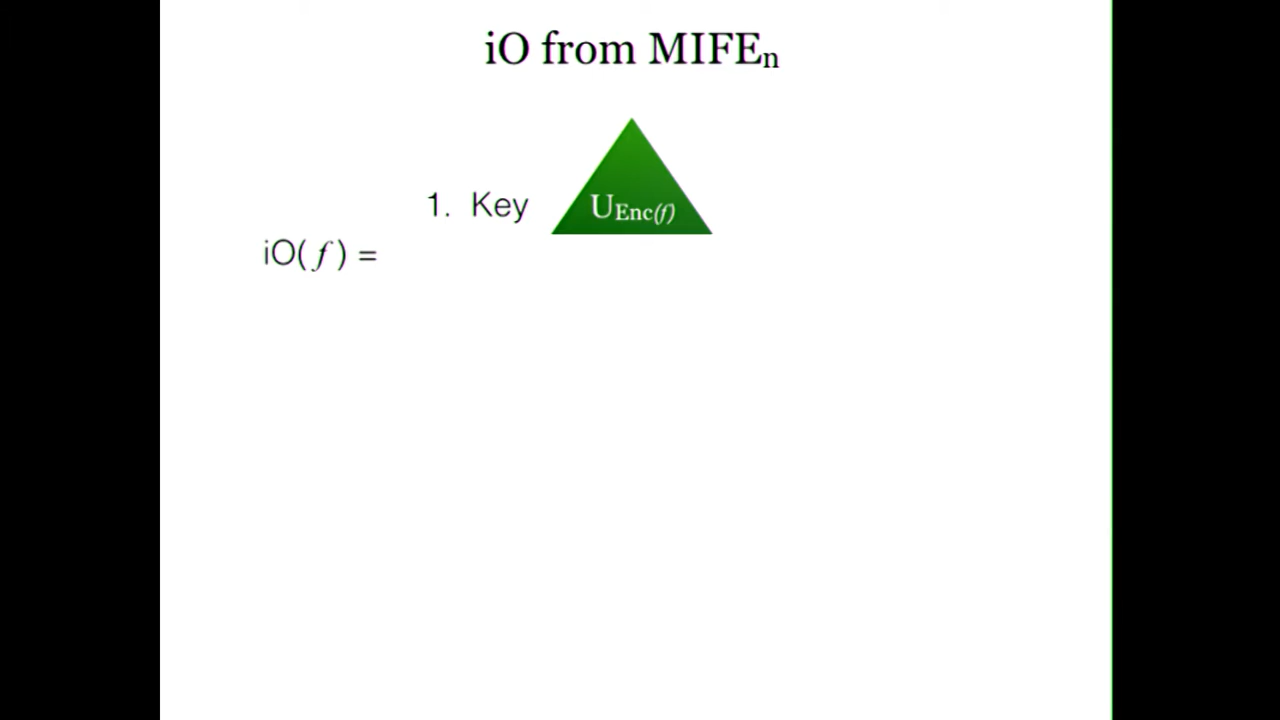 iO from MIFEn
1. Key
UEnc(f)
iO( f ) =